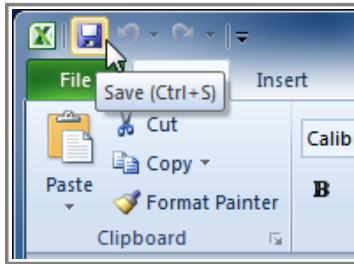 File
Insert
Save (Ctrl+S)
Cut
Calib
Copy
Paste
Format Painter
B
Clipboard